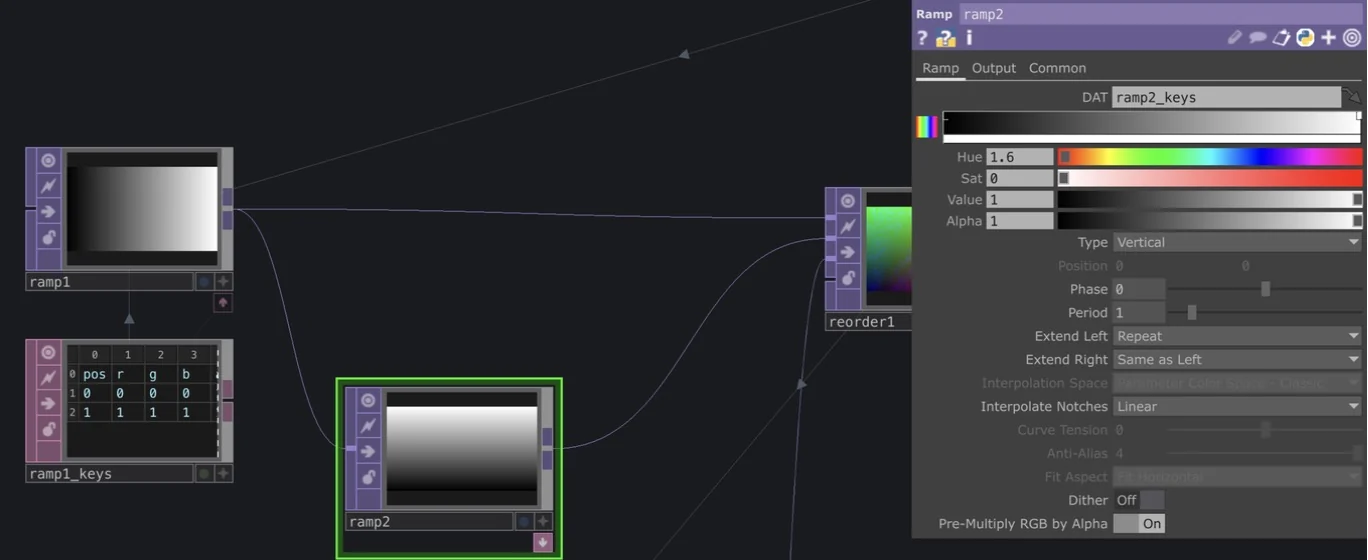 Ramp ramp2
? ? i
Ramp Output Common
DAT ramp2_keys
Hue 1.6
Sat 0
Value 1
Alpha 1
Type Vertical
Position 0 0
Phase 0
Period 1
Extend Left Repeat
Extend Right Same as Left
Interpolation Space Parameter Color Space - Classic
Interpolate Notches Linear
Curve Tension 0
Anti-Alias 4
Fit Aspect Fit Horizontal
Dither Off
Pre-Multiply RGB by Alpha On
ramp1
reorder1
0 1 2 3
0 pos r g b
1 0 0 0 0
2 1 1 1 1
ramp1_keys
ramp2